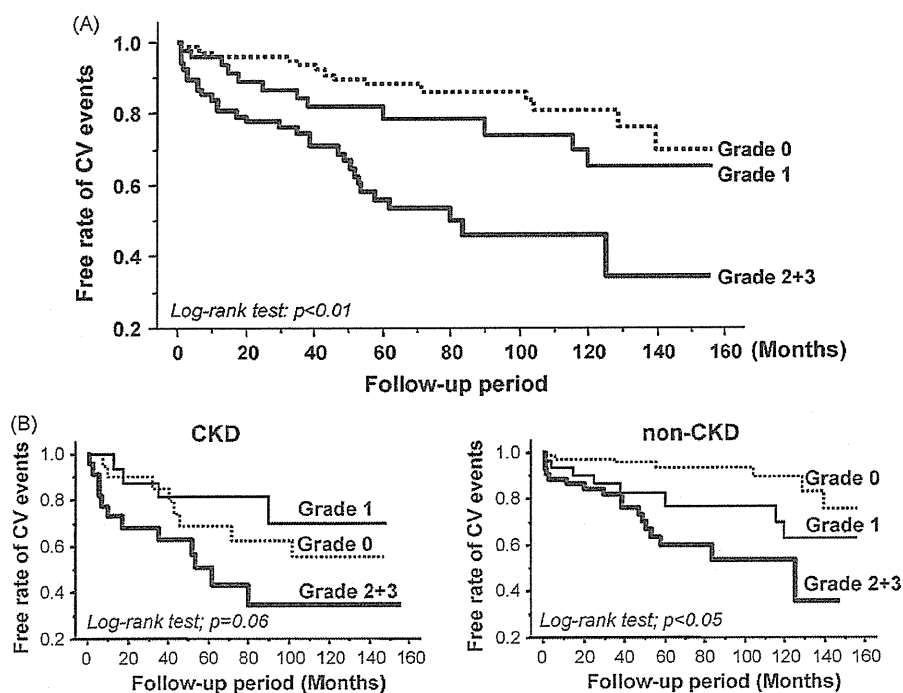 (A)
Free rate of CV events
1.0
0.8
0.6
0.4
0.2
Grade 0
Grade 1
Grade 2+3
Log-rank test: p<0.01
0 20 40 60 80 100 120 140 160 (Months)
Follow-up period
(B)
CKD
Free rate of CV events
1.0
0.8
0.6
0.4
0.2
Grade 1
Grade 0
Grade 2+3
Log-rank test; p=0.06
0 20 40 60 80 100 120 140 160
Follow-up period (Months)
non-CKD
Free rate of CV events
1.0
0.8
0.6
0.4
0.2
Grade 0
Grade 1
Grade 2+3
Log-rank test; p<0.05
0 20 40 60 80 100 120 140 160
Follow-up period (Months)